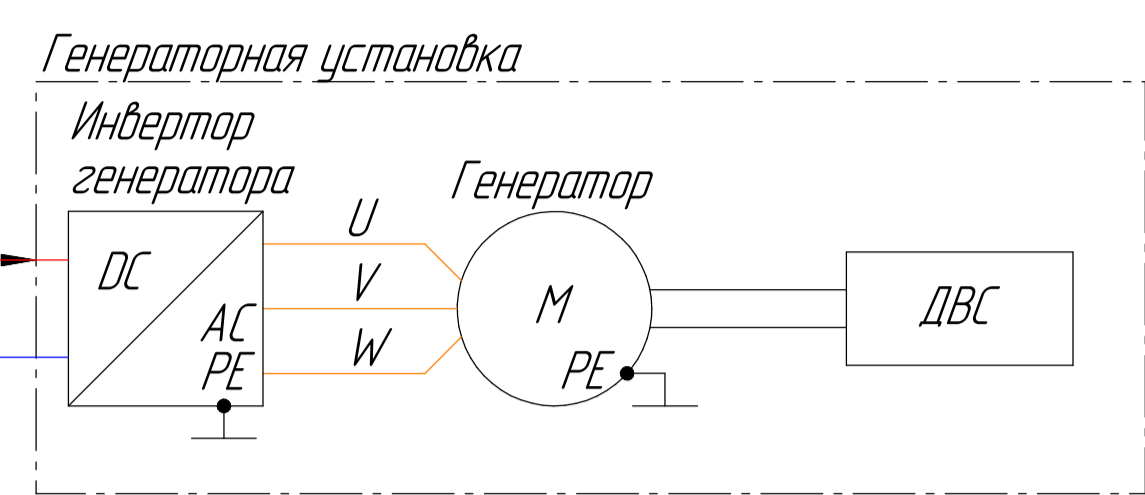 Генераторная установка
Инвертор
генератора
Генератор
DC
AC
PE
U
V
W
M
PE
ДВС